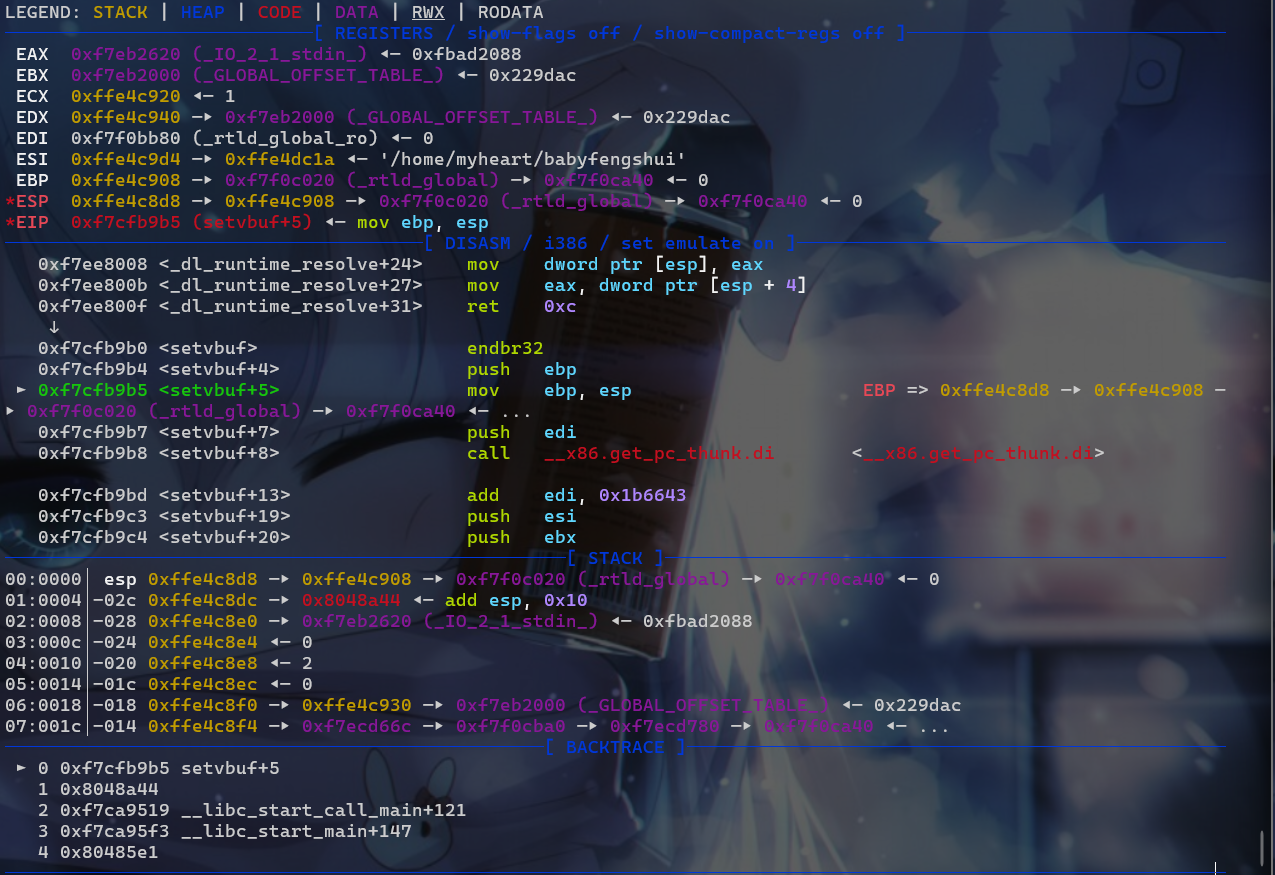 LEGEND: STACK | HEAP | CODE | DATA | RWX | RODATA
[ REGISTERS / show-flags off / show-compact-regs off ]
EAX  0xf7eb2620 (_IO_2_1_stdin_) ◂— 0xfbad2088
EBX  0xf7eb2000 (_GLOBAL_OFFSET_TABLE_) ◂— 0x229dac
ECX  0xffe4c920 ◂— 1
EDX  0xffe4c940 —▸ 0xf7eb2000 (_GLOBAL_OFFSET_TABLE_) ◂— 0x229dac
EDI  0xf7f0bb80 (_rtld_global_ro) ◂— 0
ESI  0xffe4c9d4 —▸ 0xffe4dc1a ◂— '/home/myheart/babyfengshui'
EBP  0xffe4c908 —▸ 0xf7f0c020 (_rtld_global) —▸ 0xf7f0ca40 ◂— 0
*ESP  0xffe4c8d8 —▸ 0xffe4c908 —▸ 0xf7f0c020 (_rtld_global) —▸ 0xf7f0ca40 ◂— 0
*EIP  0xf7cfb9b5 (setvbuf+5) ◂— mov ebp, esp
[ DISASM / i386 / set emulate on ]
0xf7ee8008 <_dl_runtime_resolve+24>    mov    dword ptr [esp], eax
0xf7ee800b <_dl_runtime_resolve+27>    mov    eax, dword ptr [esp + 4]
0xf7ee800f <_dl_runtime_resolve+31>    ret    0xc
↓
0xf7cfb9b0 <setvbuf>                   endbr32
0xf7cfb9b4 <setvbuf+4>                 push   ebp
► 0xf7cfb9b5 <setvbuf+5>                 mov    ebp, esp                     EBP => 0xffe4c8d8 —▸ 0xffe4c908 —
▸ 0xf7f0c020 (_rtld_global) —▸ 0xf7f0ca40 ◂— ...
0xf7cfb9b7 <setvbuf+7>                 push   edi
0xf7cfb9b8 <setvbuf+8>                 call   __x86.get_pc_thunk.di       <__x86.get_pc_thunk.di>
0xf7cfb9bd <setvbuf+13>                add    edi, 0x1b6643
0xf7cfb9c3 <setvbuf+19>                push   esi
0xf7cfb9c4 <setvbuf+20>                push   ebx
[ STACK ]
00:0000│ esp 0xffe4c8d8 —▸ 0xffe4c908 —▸ 0xf7f0c020 (_rtld_global) —▸ 0xf7f0ca40 ◂— 0
01:0004│-02c 0xffe4c8dc —▸ 0x8048a44 ◂— add esp, 0x10
02:0008│-028 0xffe4c8e0 —▸ 0xf7eb2620 (_IO_2_1_stdin_) ◂— 0xfbad2088
03:000c│-024 0xffe4c8e4 ◂— 0
04:0010│-020 0xffe4c8e8 ◂— 2
05:0014│-01c 0xffe4c8ec ◂— 0
06:0018│-018 0xffe4c8f0 —▸ 0xffe4c930 —▸ 0xf7eb2000 (_GLOBAL_OFFSET_TABLE_) ◂— 0x229dac
07:001c│-014 0xffe4c8f4 —▸ 0xf7ecd66c —▸ 0xf7f0cba0 —▸ 0xf7ecd780 —▸ 0xf7f0ca40 ◂— ...
[ BACKTRACE ]
► 0 0xf7cfb9b5 setvbuf+5
1 0x8048a44
2 0xf7ca9519 __libc_start_call_main+121
3 0xf7ca95f3 __libc_start_main+147
4 0x80485e1